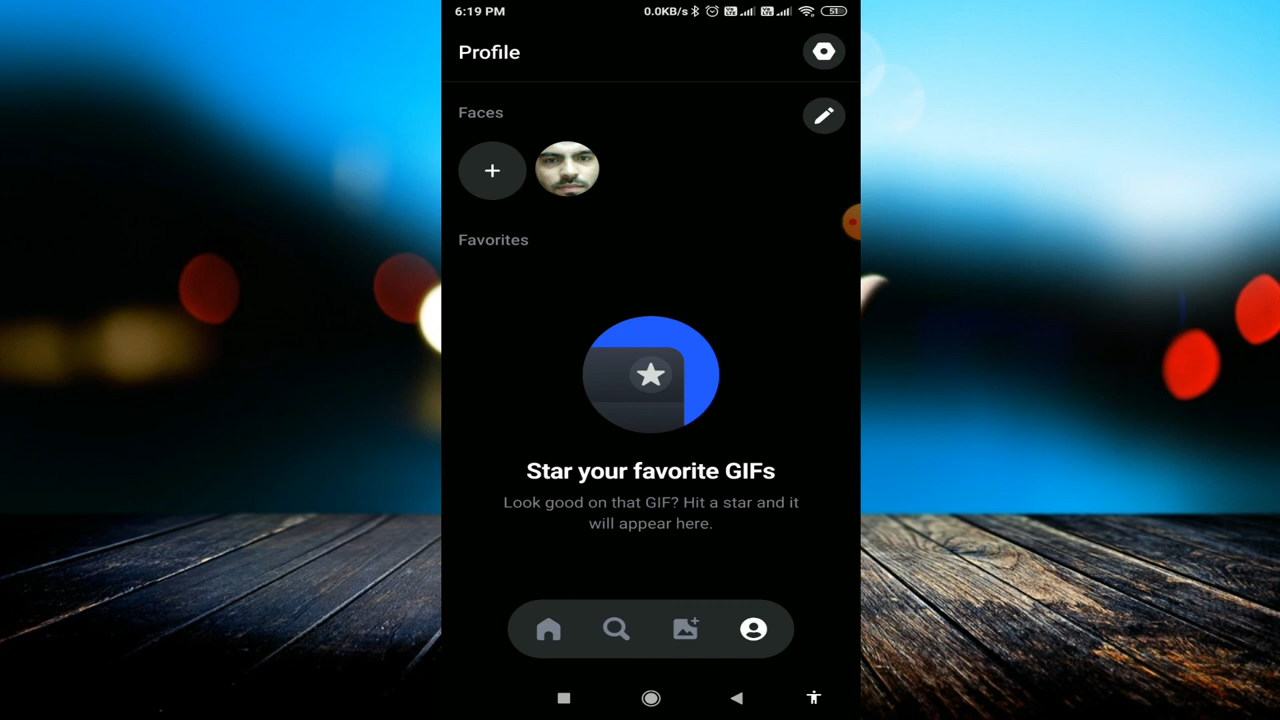 6:19 PM 0.0KB/s 51
Profile
Faces
Favorites
Star your favorite GIFs
Look good on that GIF? Hit a star and it
will appear here.